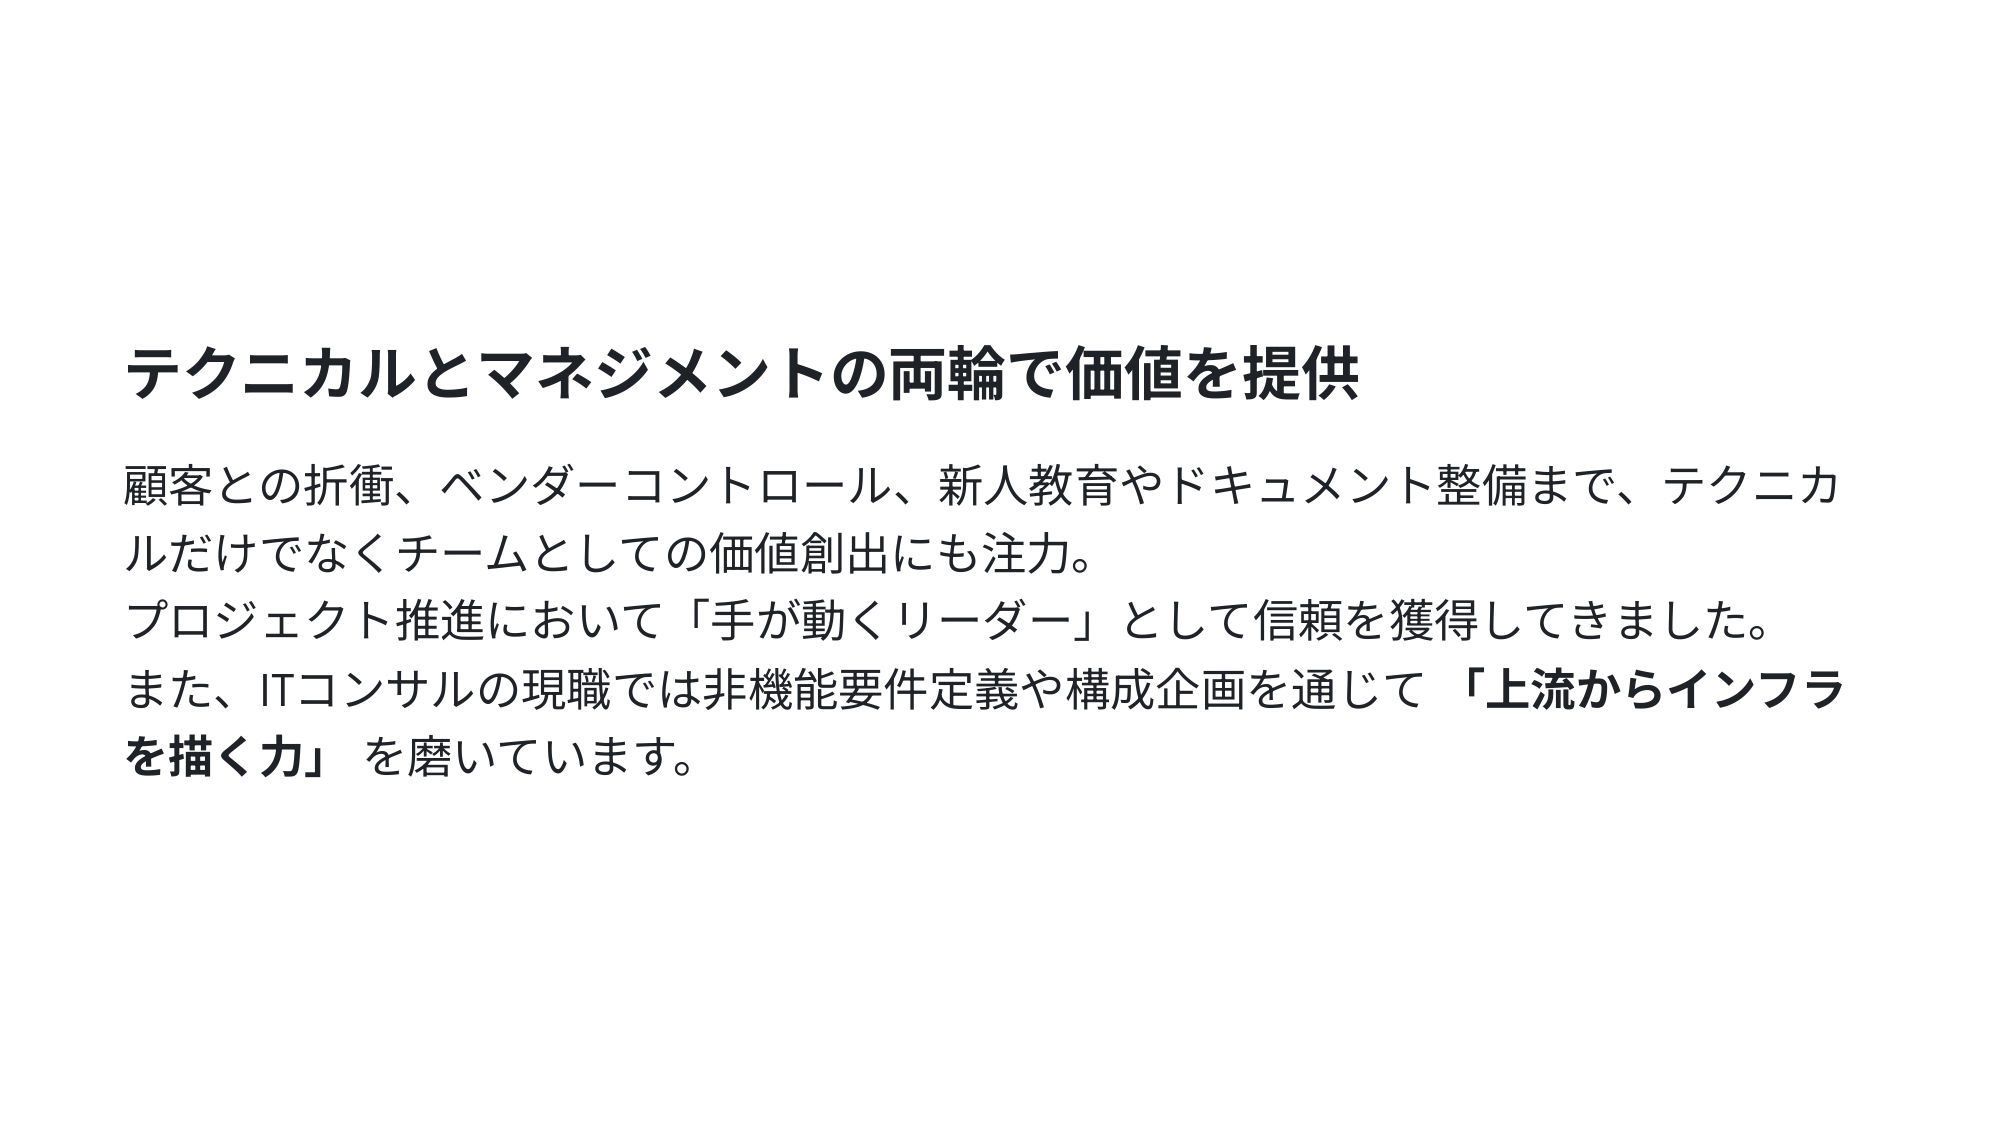 テクニカルとマネジメントの両輪で価値を提供
顧客との折衝、ベンダーコントロール、新人教育やドキュメント整備まで、テクニカ
ルだけでなくチームとしての価値創出にも注力。
プロジェクト推進において「手が動くリーダー」として信頼を獲得してきました。
また、ITコンサルの現職では非機能要件定義や構成企画を通じて 「上流からインフラ
を描く力」 を磨いています。